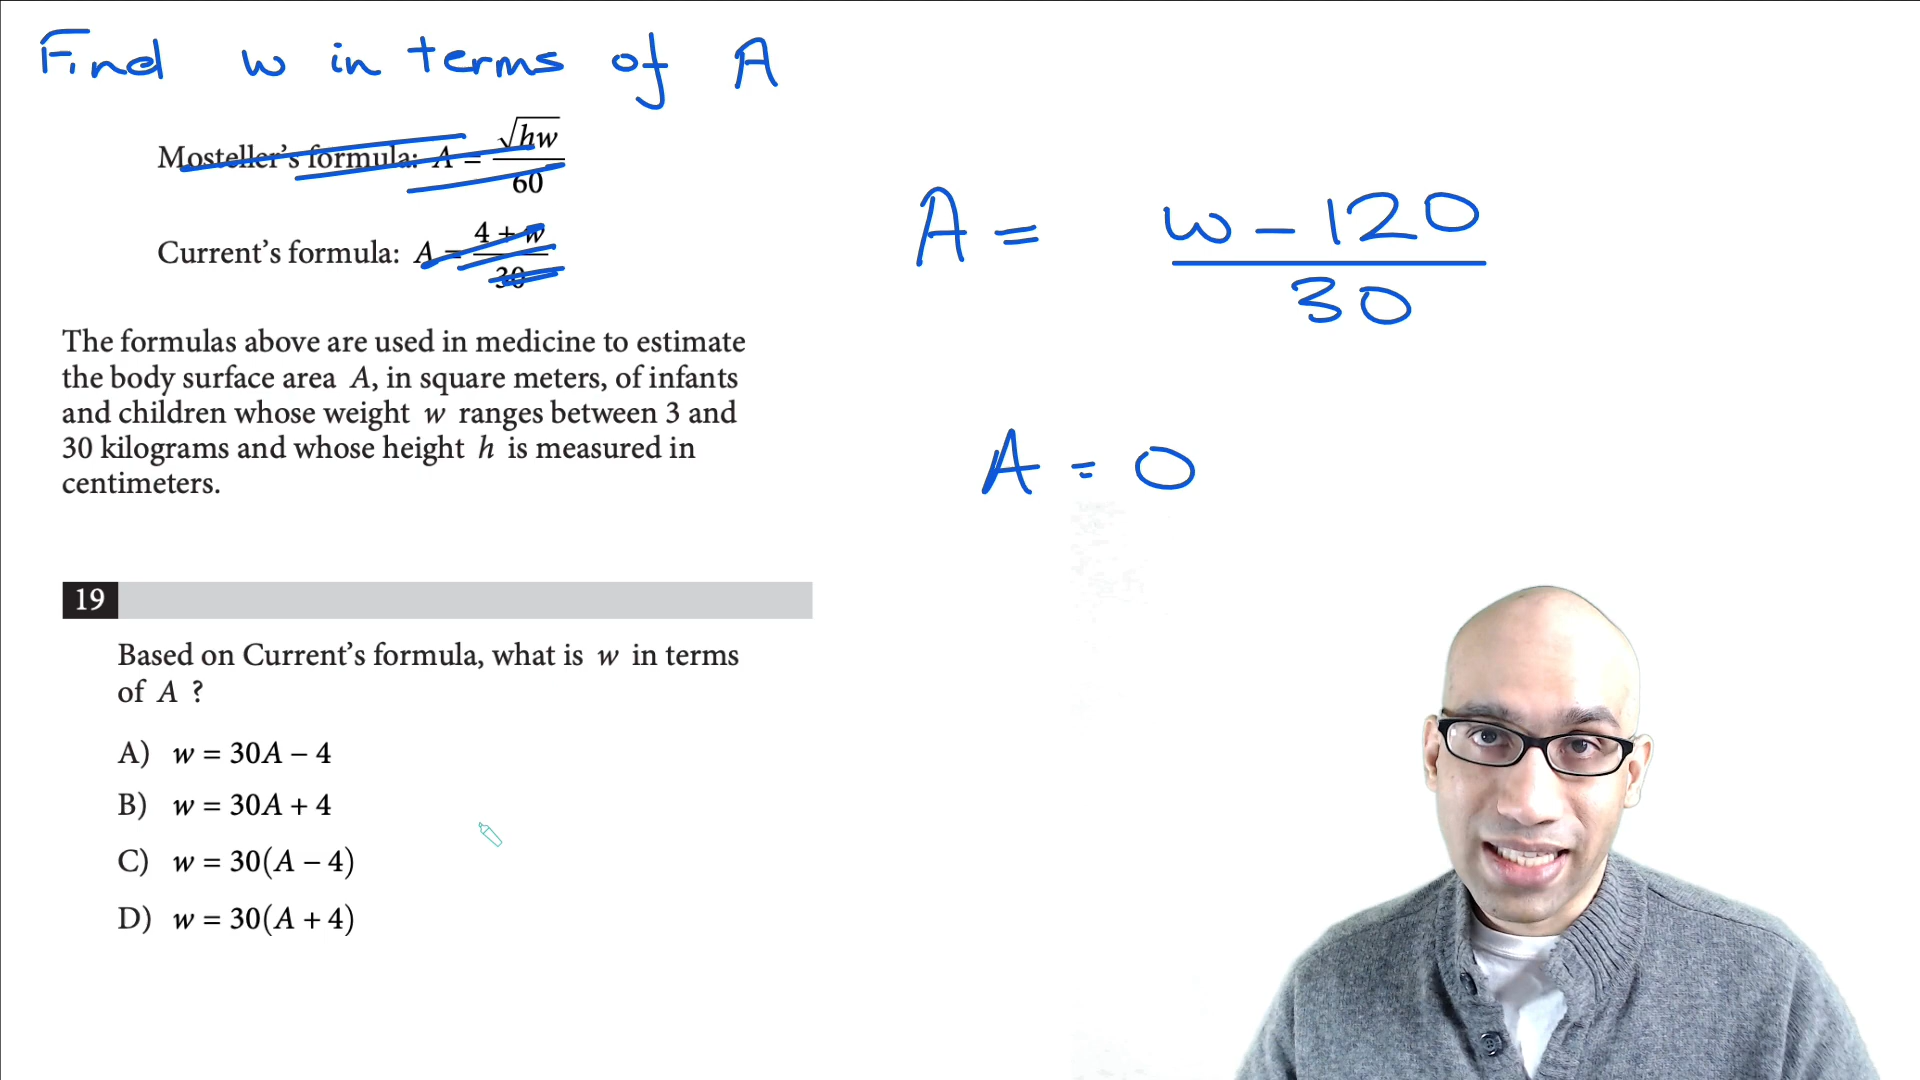 Find w in terms of A
Mosteller's formula: A = √hw / 60
Current's formula: A = 4 + w / 30
A = w - 120 / 30
The formulas above are used in medicine to estimate
the body surface area A, in square meters, of infants
and children whose weight w ranges between 3 and
30 kilograms and whose height h is measured in
centimeters.
A = 0
19
Based on Current's formula, what is w in terms
of A ?
A) w = 30A – 4
B) w = 30A + 4
C) w = 30(A – 4)
D) w = 30(A + 4)